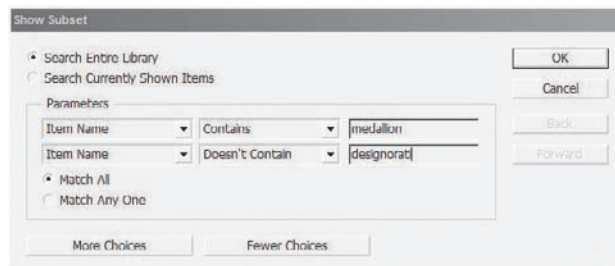 Show Subset
Search Entire Library
Search Currently Shown Items
OK
Cancel
Back
Forward
Parameters
Item Name Contains medallion
Item Name Doesn't Contain designorati
Match All
Match Any One
More Choices Fewer Choices